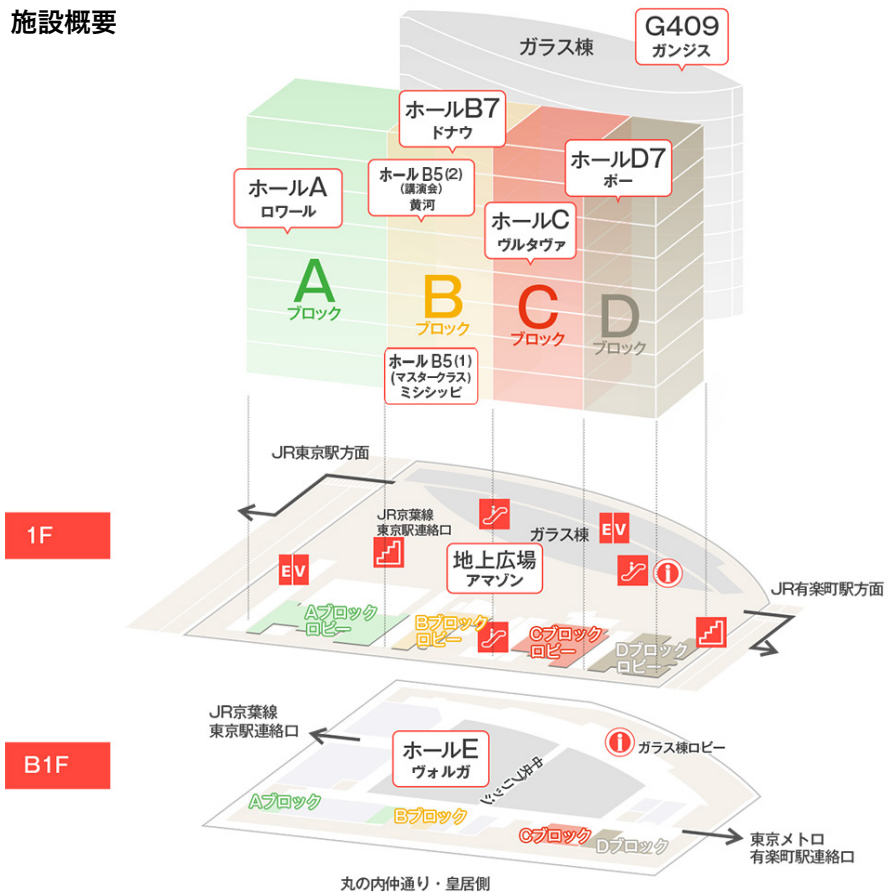 施設概要
G409
ガンジス
ガラス棟
ホールB7
ドナウ
ホールD7
ポー
ホール B5(2)
(講演会)
黄河
ホールA
ロワール
ホールC
ヴルタヴァ
A
ブロック
B
ブロック
C
ブロック
D
ブロック
ホール B5(1)
(マスタークラス)
ミシシッピ
JR東京駅方面
1F
JR京葉線
東京駅連絡口
ガラス棟
EV
EV
地上広場
アマゾン
i
JR有楽町駅方面
Aブロック
ロビー
Bブロック
ロビー
Cブロック
ロビー
Dブロック
ロビー
JR京葉線
東京駅連絡口
B1F
ホールE
ヴォルガ
中央ブリッジ
i
ガラス棟ロビー
Aブロック
Bブロック
Cブロック
Dブロック
東京メトロ
有楽町駅連絡口
丸の内仲通り・皇居側